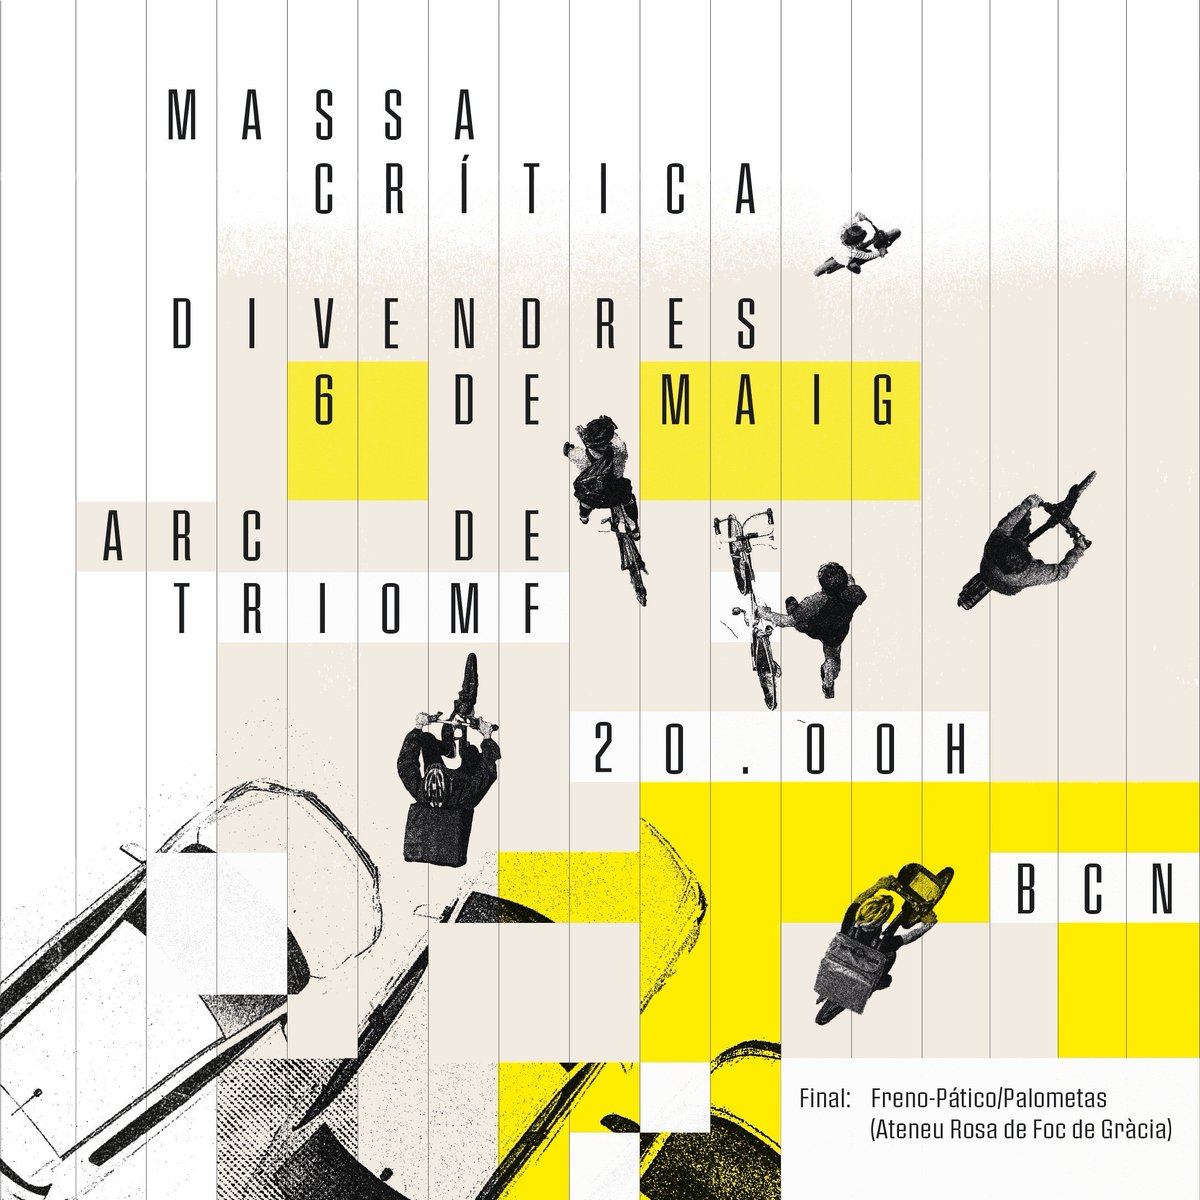 MASSA
CRÍTICA
DIVENDRES
6 DE MAIG
ARC DE
TRIOMF
20.00H
BCN
Final: Freno-Pático/Palometas
(Ateneu Rosa de Foc de Gràcia)